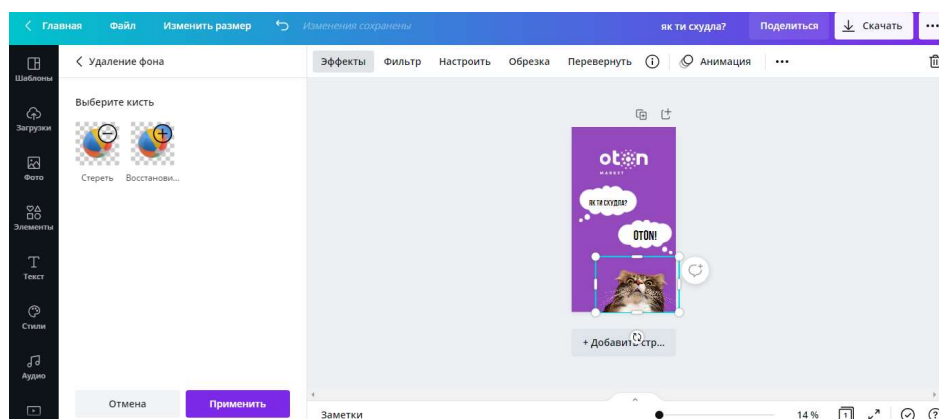 Главная Файл Изменить размер Изменения сохранены як ти схудла? Поделиться Скачать
Шаблоны
Загрузки
Фото
Элементы
Текст
Стили
Аудио
Удаление фона
Выберите кисть
Стереть Восстанови...
Отмена Применить
Эффекты Фильтр Настроить Обрезка Перевернуть Анимация
oton
MARKET
ЯК ТИ СХУДЛА?
OTON!
+ Добавить стр...
Заметки 14 % 1